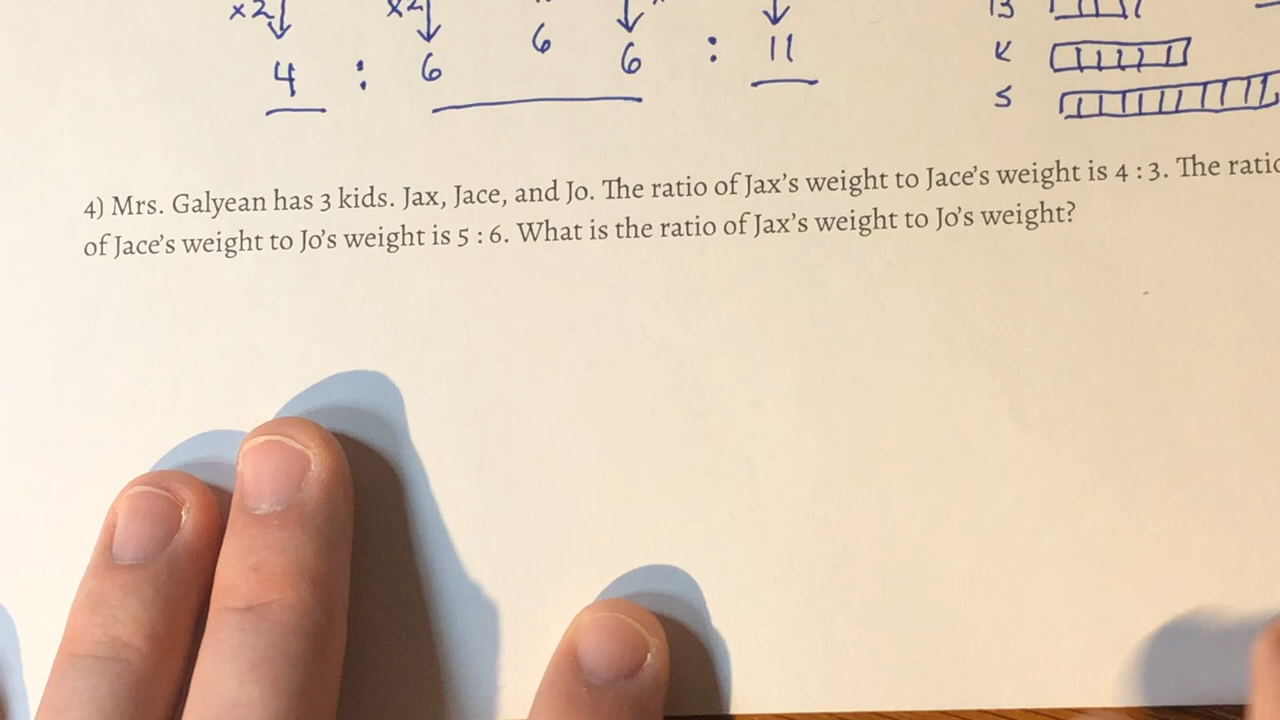 x2 x2
4 : 6 6 6 : 11
K
S
4) Mrs. Galyean has 3 kids. Jax, Jace, and Jo. The ratio of Jax's weight to Jace's weight is 4 : 3. The ratio
of Jace's weight to Jo's weight is 5 : 6. What is the ratio of Jax's weight to Jo's weight?